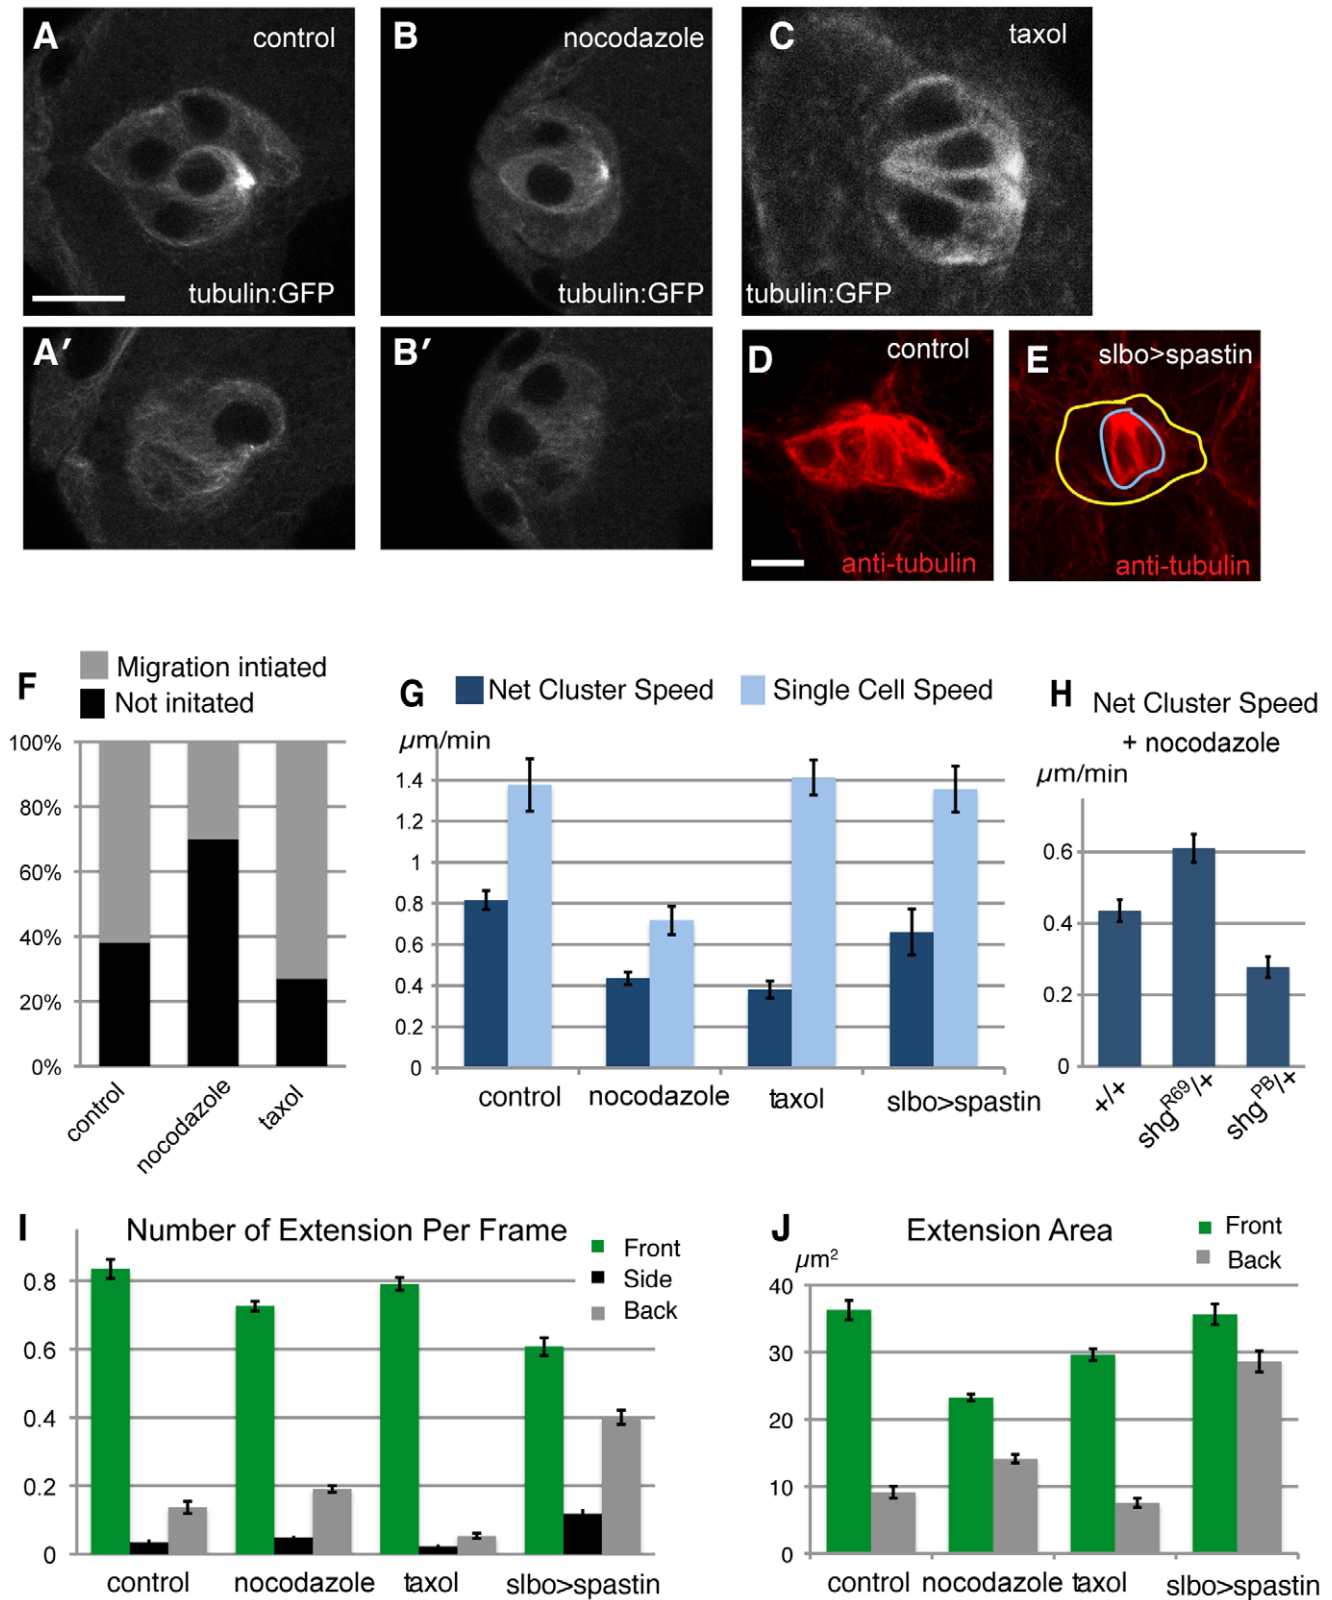 A control
tubulin:GFP
B nocodazole
tubulin:GFP
C taxol
tubulin:GFP
A′
B′
D control
anti-tubulin
E slbo>spastin
anti-tubulin
F
Migration intiated
Not initated
100%
80%
60%
40%
20%
0%
control
nocodazole
taxol
G
Net Cluster Speed
Single Cell Speed
µm/min
1.4
1.2
1
0.8
0.6
0.4
0.2
0
control nocodazole taxol slbo>spastin
H Net Cluster Speed
+ nocodazole
µm/min
0.6
0.4
0.2
0
+/+
shgR69/+
shgPB/+
I Number of Extension Per Frame
Front
Side
Back
0.8
0.6
0.4
0.2
0
control nocodazole taxol slbo>spastin
J Extension Area
µm2
Front
Back
40
30
20
10
0
control nocodazole taxol slbo>spastin